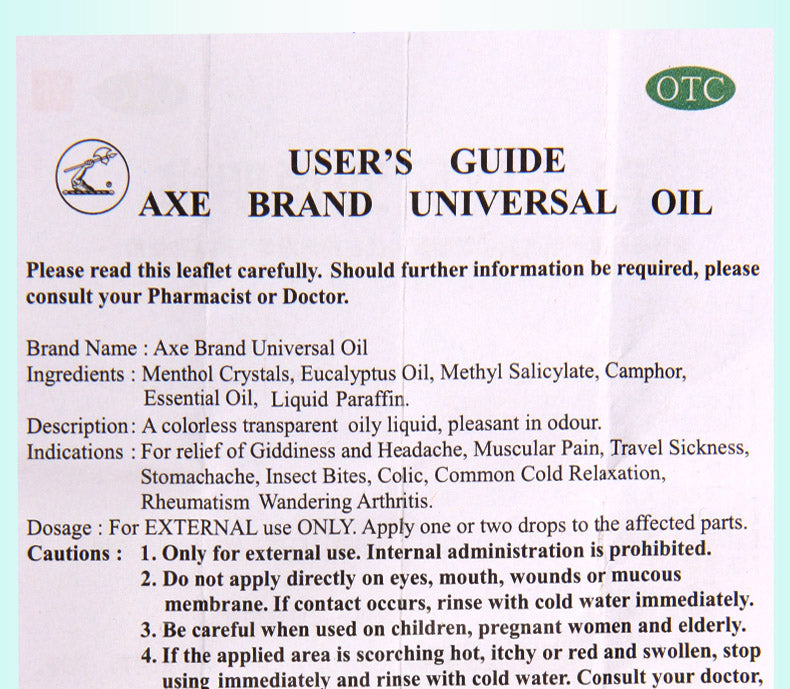 OTC
USER'S GUIDE
AXE BRAND UNIVERSAL OIL
Please read this leaflet carefully. Should further information be required, please
consult your Pharmacist or Doctor.
Brand Name : Axe Brand Universal Oil
Ingredients : Menthol Crystals, Eucalyptus Oil, Methyl Salicylate, Camphor,
Essential Oil, Liquid Paraffin.
Description : A colorless transparent oily liquid, pleasant in odour.
Indications : For relief of Giddiness and Headache, Muscular Pain, Travel Sickness,
Stomachache, Insect Bites, Colic, Common Cold Relaxation,
Rheumatism Wandering Arthritis.
Dosage : For EXTERNAL use ONLY. Apply one or two drops to the affected parts.
Cautions : 1. Only for external use. Internal administration is prohibited.
2. Do not apply directly on eyes, mouth, wounds or mucous
membrane. If contact occurs, rinse with cold water immediately.
3. Be careful when used on children, pregnant women and elderly.
4. If the applied area is scorching hot, itchy or red and swollen, stop
using immediately and rinse with cold water. Consult your doctor,